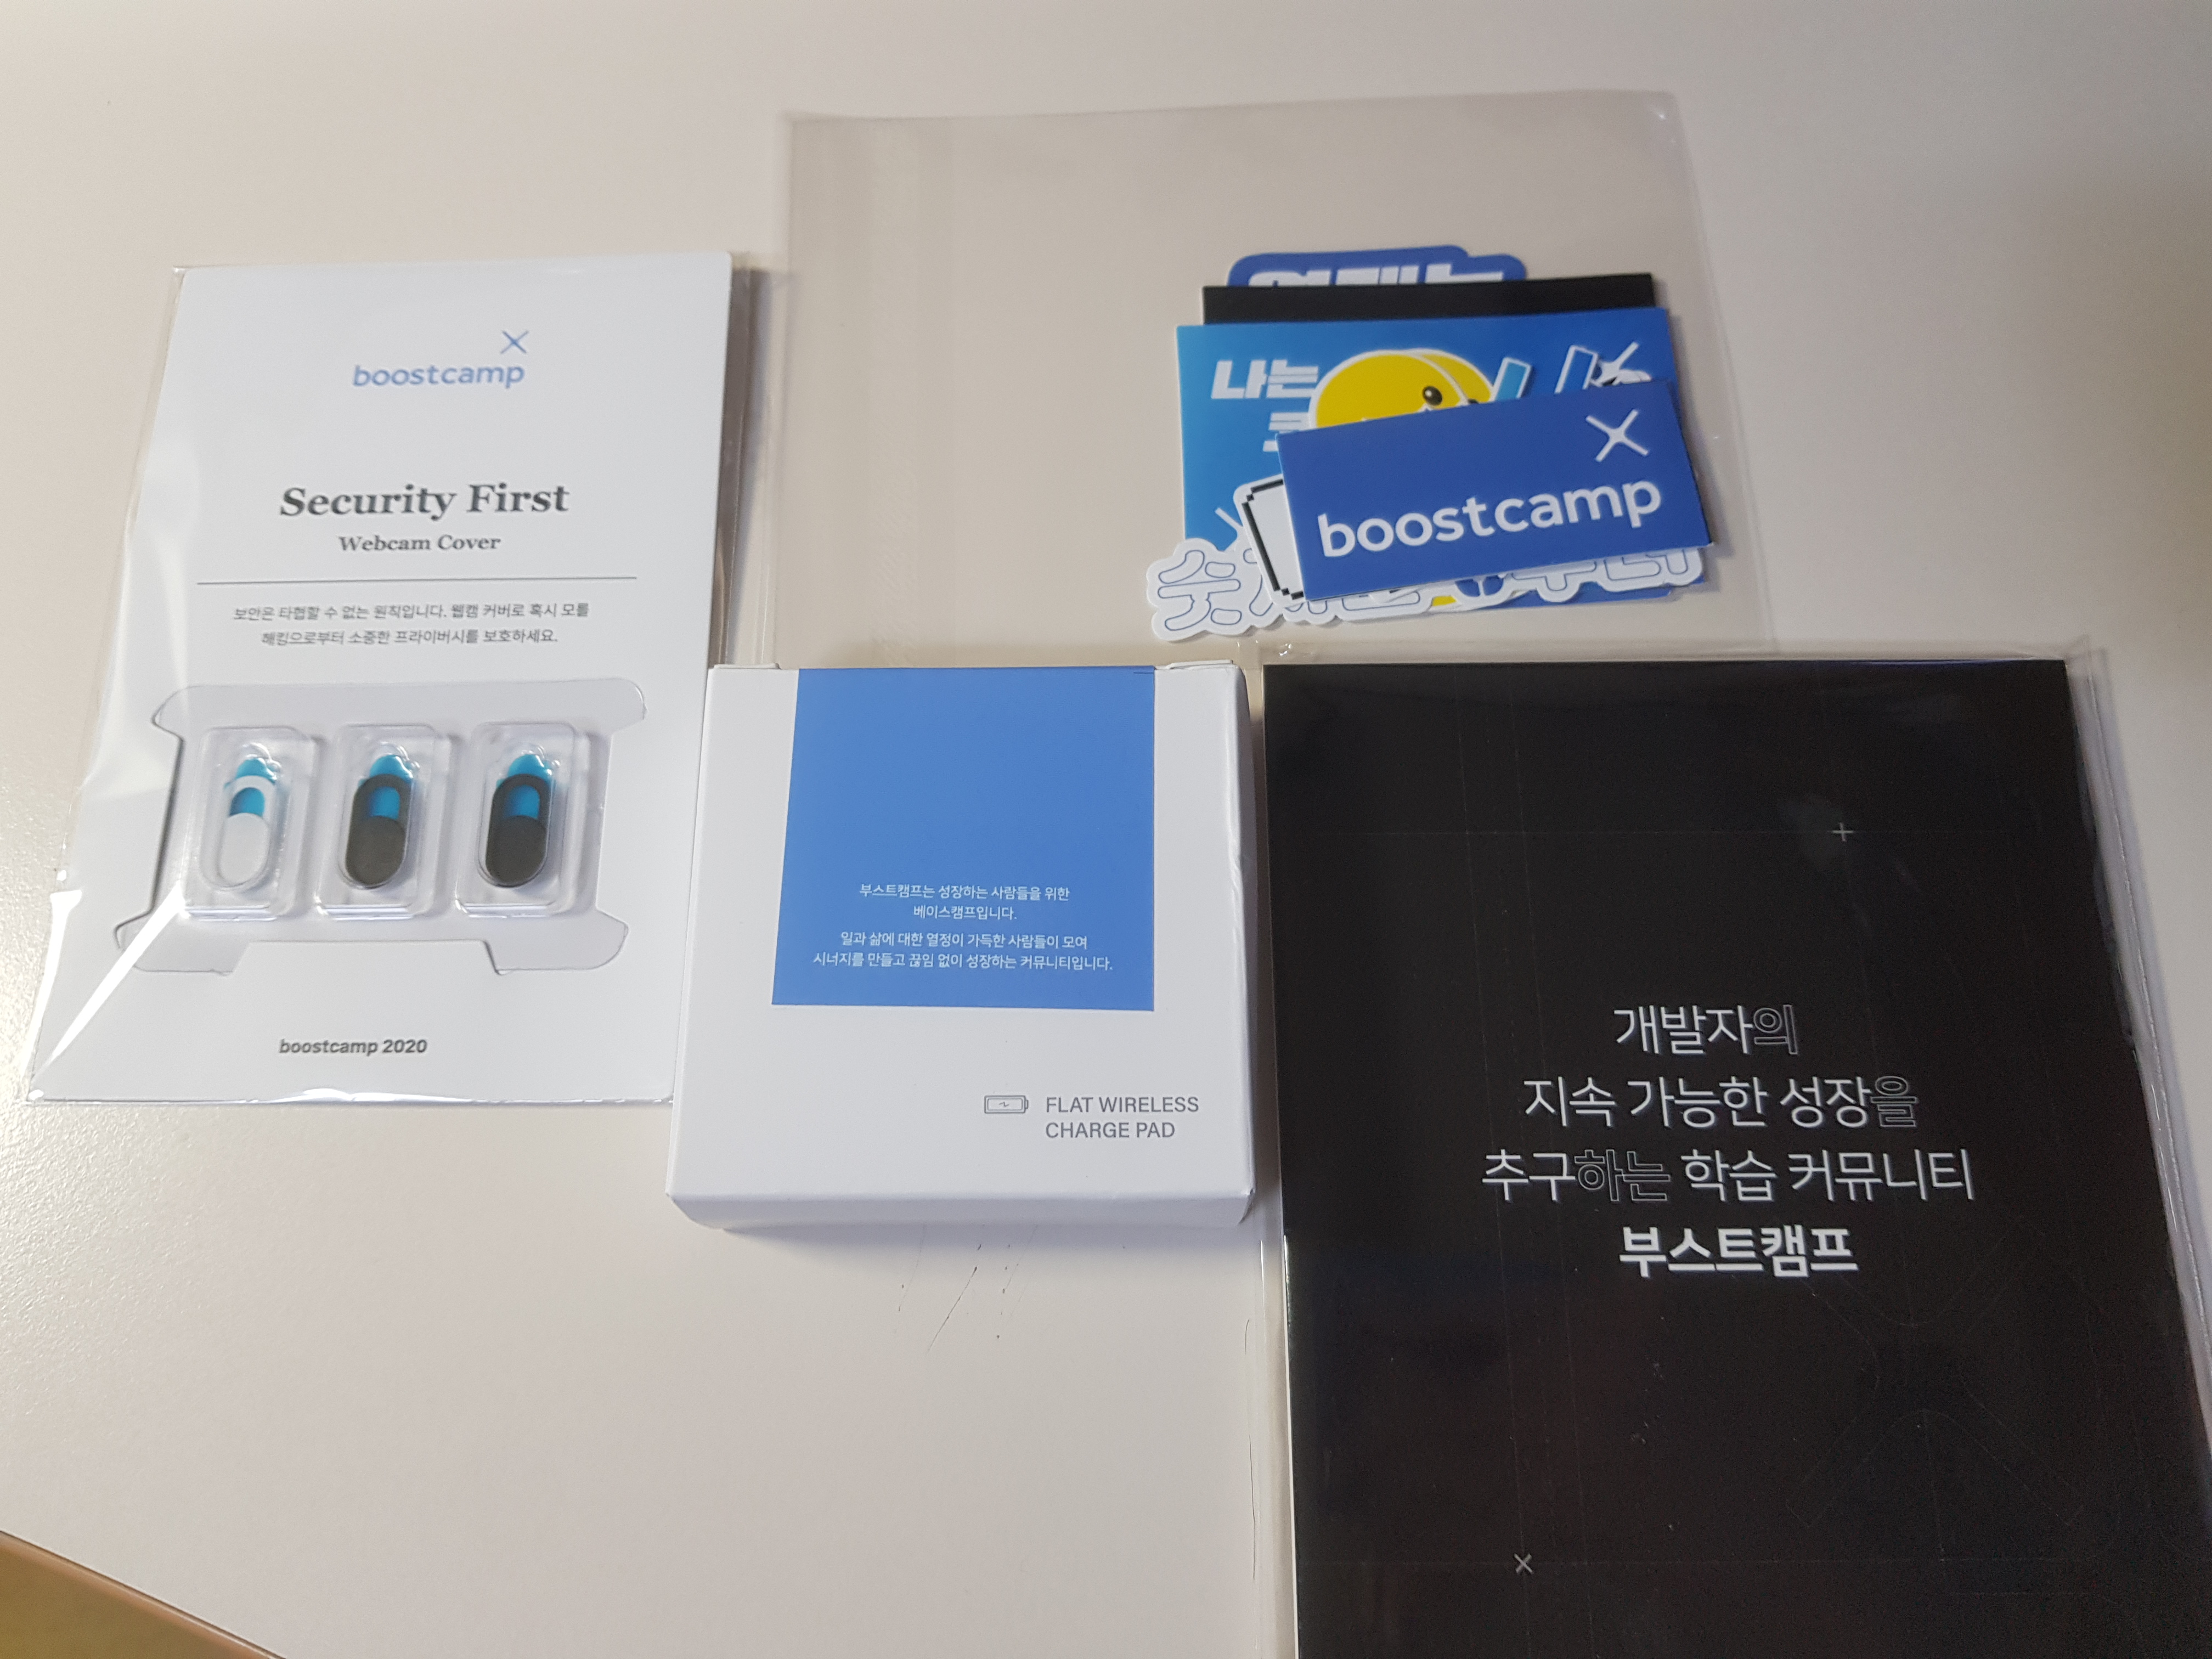 boostcamp
Security First
Webcam Cover
보안은 타협할 수 없는 원칙입니다. 웹캠 커버로 혹시 모를
해킹으로부터 소중한 프라이버시를 보호하세요.
boostcamp 2020
나는
boostcamp
부스트캠프는 성장하는 사람들을 위한
베이스캠프입니다.
일과 삶에 대한 열정이 가득한 사람들이 모여
시너지를 만들고 끊임 없이 성장하는 커뮤니티입니다.
FLAT WIRELESS
CHARGE PAD
개발자의
지속 가능한 성장을
추구하는 학습 커뮤니티
부스트캠프